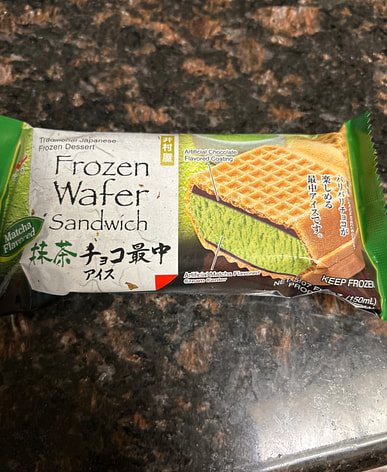 Traditional Japanese
Frozen Dessert
井村屋
Frozen
Wafer
Sandwich
Matcha
Flavored
抹茶チョコ最中
アイス
Artificial Chocolate
Flavored Coating
パリパリチョコが
楽しめる
最中アイスです。
Artificial Matcha Flavored
Cream Center
KEEP FROZEN
(150mL)